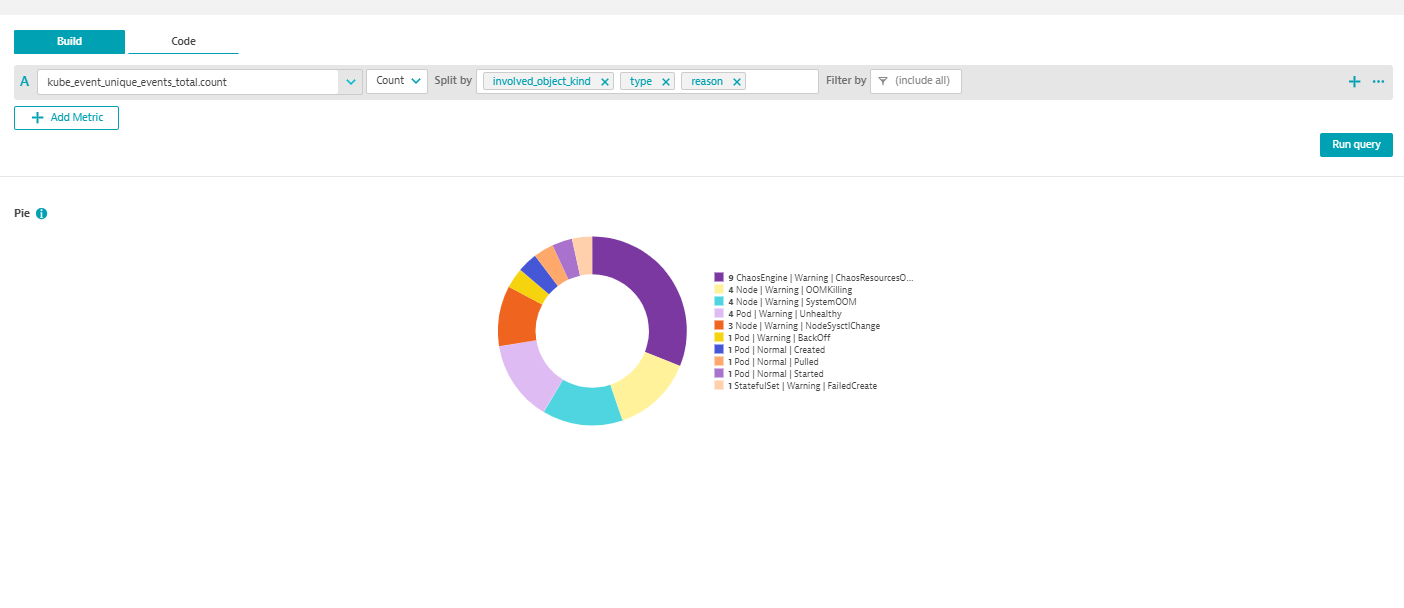 Build Code
A kube_event_unique_events_total.count Count Split by involved_object_kind type reason Filter by (include all)
Add Metric
Run query
Pie
9 ChaosEngine | Warning | ChaosResourcesO...
4 Node | Warning | OOMKilling
4 Node | Warning | SystemOOM
4 Pod | Warning | Unhealthy
3 Node | Warning | NodeSysctlChange
1 Pod | Warning | BackOff
1 Pod | Normal | Created
1 Pod | Normal | Pulled
1 Pod | Normal | Started
1 StatefulSet | Warning | FailedCreate